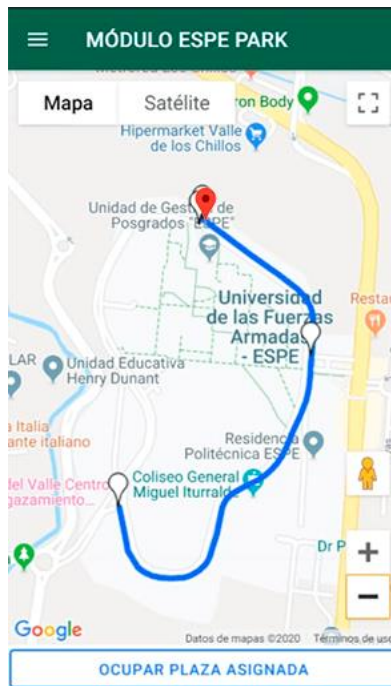 MÓDULO ESPE PARK
Mapa
Satélite
ron Body
Hipermarket Valle
de los Chillos
Unidad de Gestión de
Posgrados "ESPE"
Universidad
de las Fuerzas
Armadas
- ESPE
Restau
LAR
Unidad Educativa
Henry Dunant
a Italia
ante italiano
Residencia
Politécnica ESPE
Coliseo General
Miguel Iturralde
del Valle Centro
gazamiento...
Dr P
Google
Datos de mapas ©2020
Términos de uso
OCUPAR PLAZA ASIGNADA